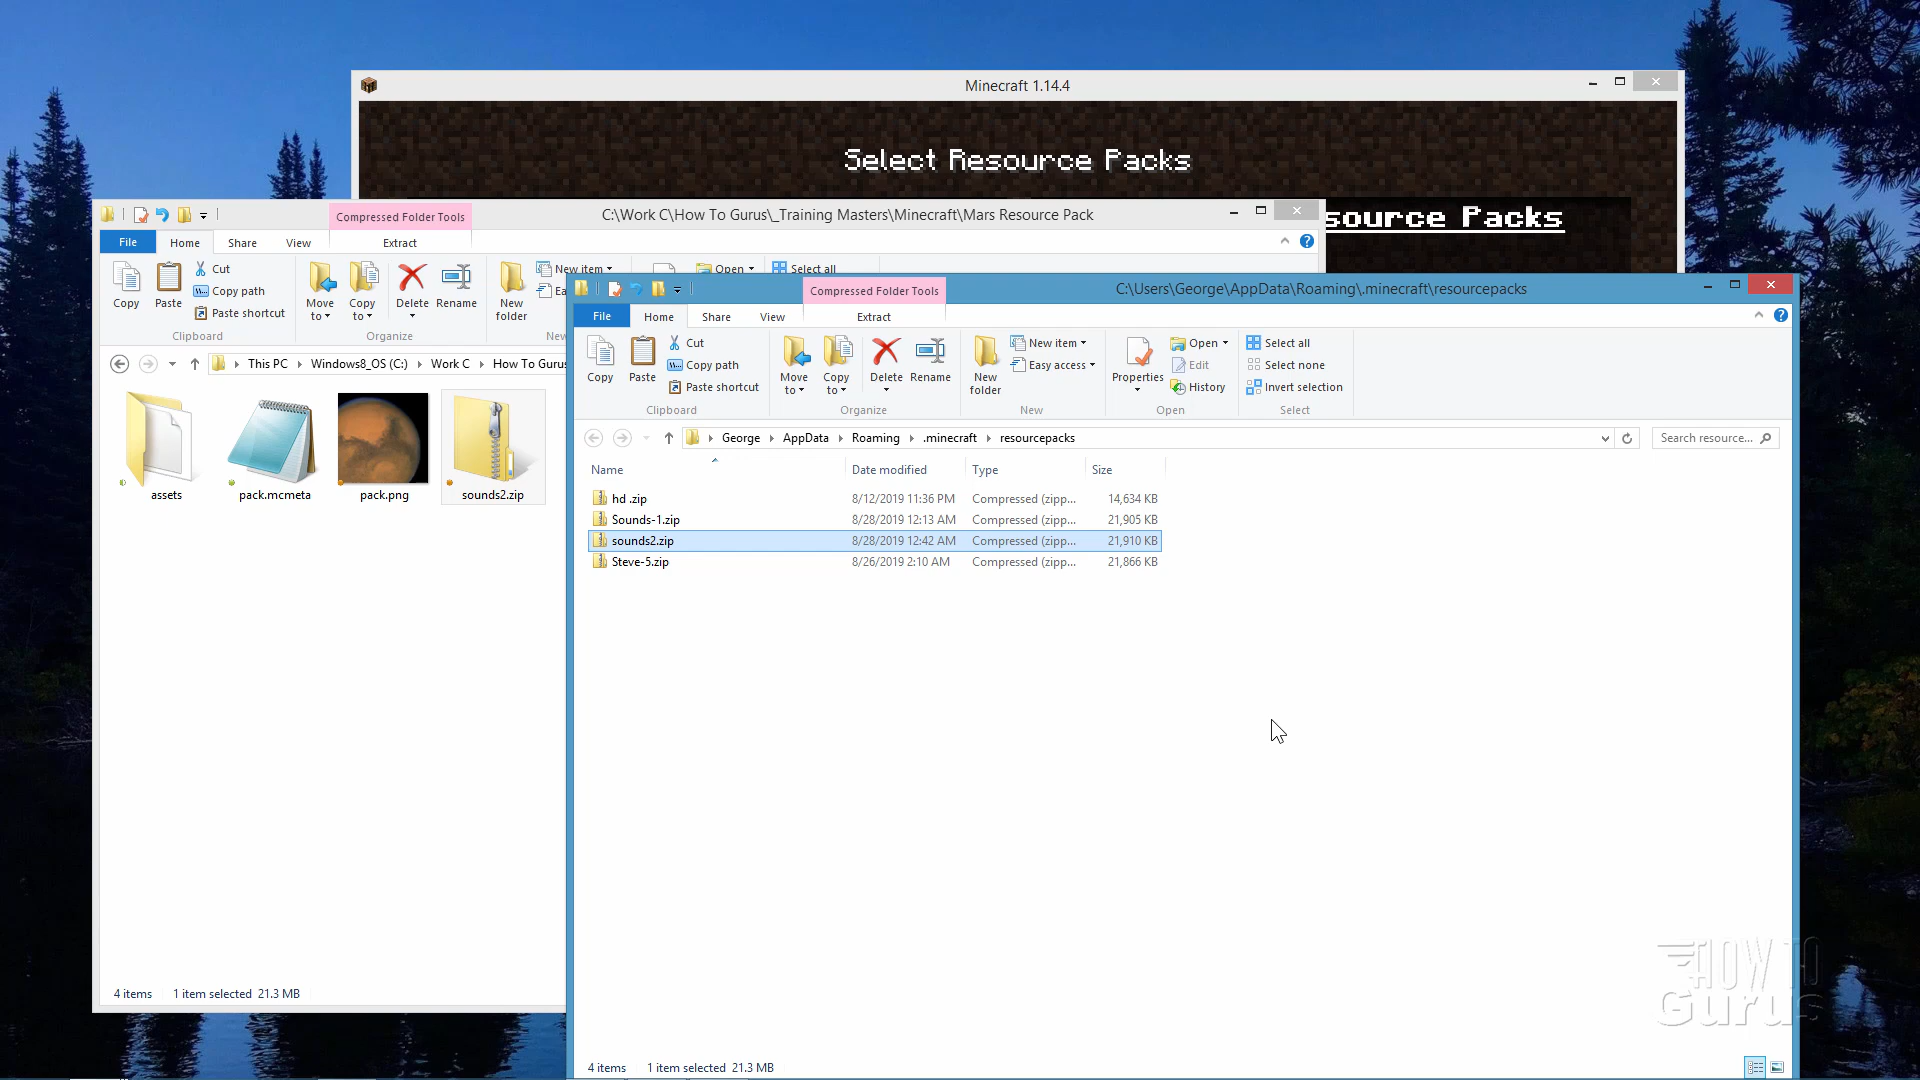 Minecraft 1.14.4
Select Resource Packs
source Packs
Compressed Folder Tools
C:\Work C\How To Gurus\_Training Masters\Minecraft\Mars Resource Pack
File Home Share View Extract
Copy Paste Cut Copy path Paste shortcut
Clipboard
Move to Copy to Delete Rename
Organize
New folder New item Ea
New
Open Select all
This PC Windows8_OS (C:) Work C How To Gurus
assets pack.mcmeta pack.png sounds2.zip
4 items 1 item selected 21.3 MB
Compressed Folder Tools
C:\Users\George\AppData\Roaming\.minecraft\resourcepacks
File Home Share View Extract
Copy Paste Cut Copy path Paste shortcut
Clipboard
Move to Copy to Delete Rename
Organize
New folder New item Easy access
New
Properties Open Edit History
Open
Select all Select none Invert selection
Select
George AppData Roaming .minecraft resourcepacks
Search resource...
Name Date modified Type Size
hd .zip 8/12/2019 11:36 PM Compressed (zipp... 14,634 KB
Sounds-1.zip 8/28/2019 12:13 AM Compressed (zipp... 21,905 KB
sounds2.zip 8/28/2019 12:42 AM Compressed (zipp... 21,910 KB
Steve-5.zip 8/26/2019 2:10 AM Compressed (zipp... 21,866 KB
4 items 1 item selected 21.3 MB
HOW TO
Gurus